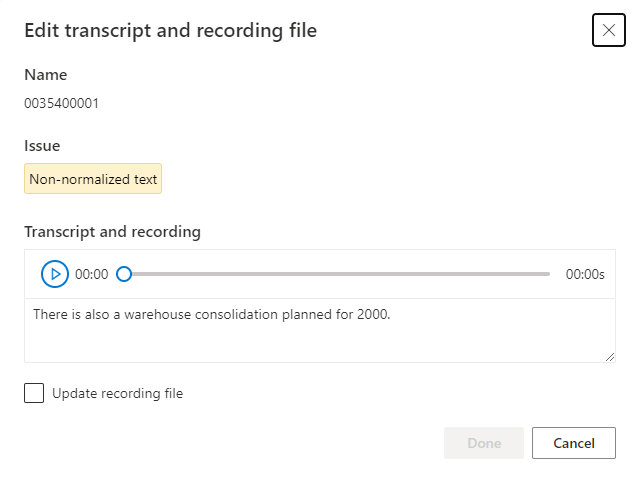 Edit transcript and recording file
Name
0035400001
Issue
Non-normalized text
Transcript and recording
00:00 00:00s
There is also a warehouse consolidation planned for 2000.
Update recording file
Done Cancel